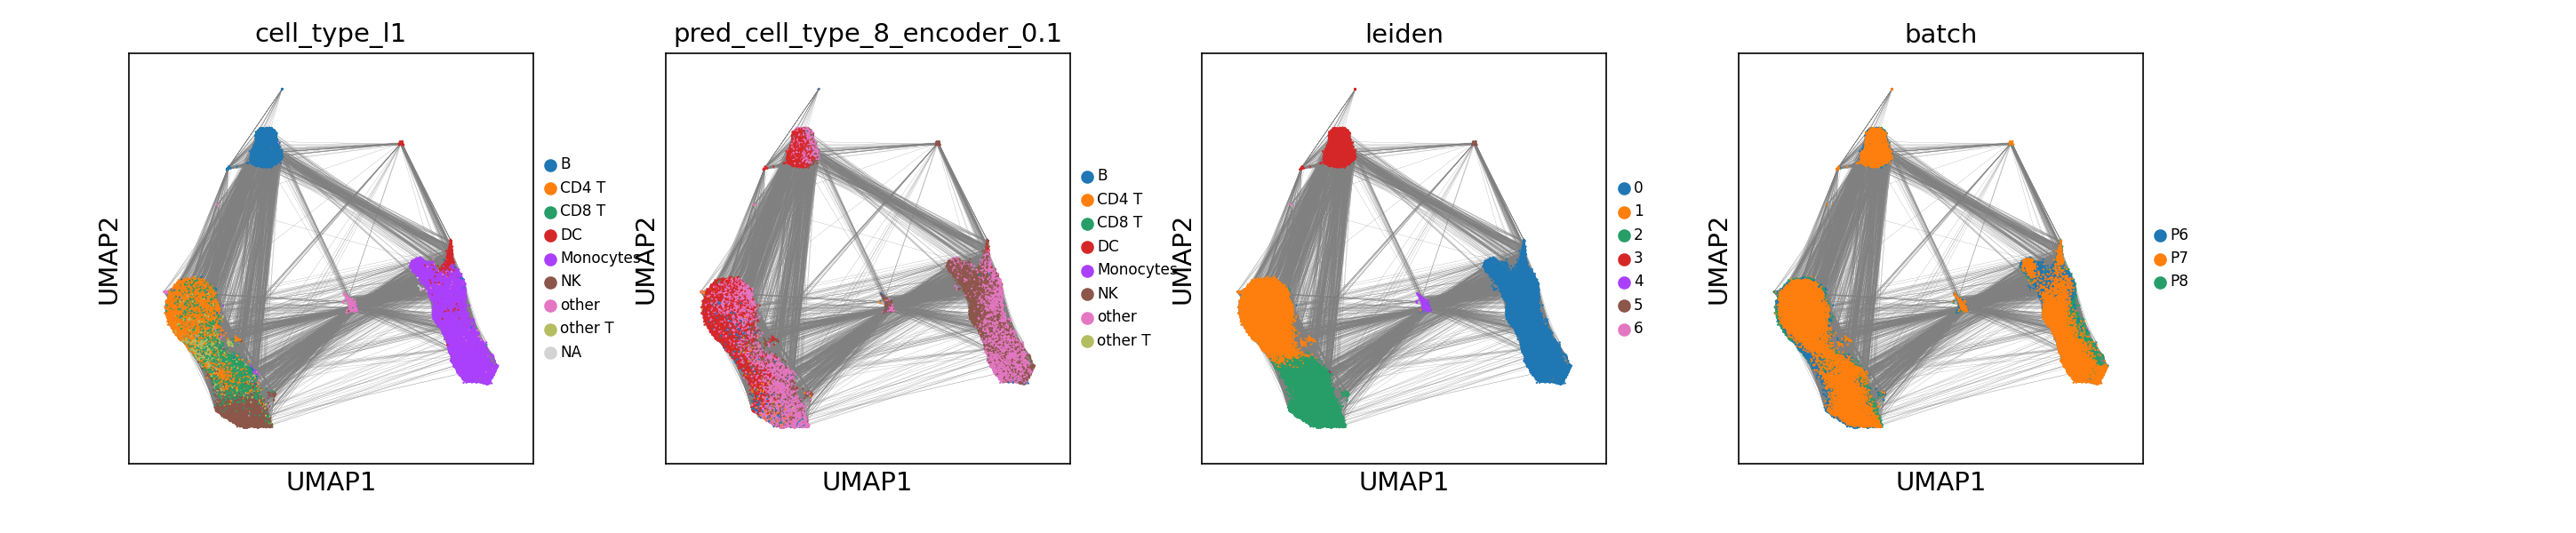 cell_type_l1
UMAP2
UMAP1
B
CD4 T
CD8 T
DC
Monocytes
NK
other
other T
NA
pred_cell_type_8_encoder_0.1
UMAP2
UMAP1
B
CD4 T
CD8 T
DC
Monocytes
NK
other
other T
leiden
UMAP2
UMAP1
0
1
2
3
4
5
6
batch
UMAP2
UMAP1
P6
P7
P8